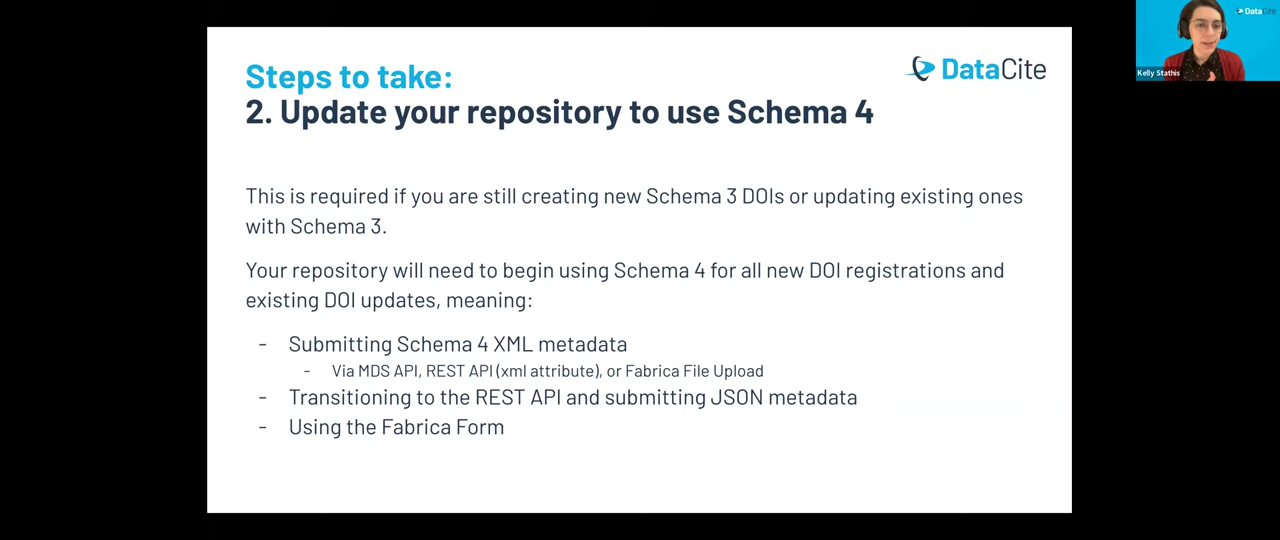 Steps to take:
2. Update your repository to use Schema 4
DataCite
This is required if you are still creating new Schema 3 DOIs or updating existing ones
with Schema 3.
Your repository will need to begin using Schema 4 for all new DOI registrations and
existing DOI updates, meaning:
- Submitting Schema 4 XML metadata
- Via MDS API, REST API (xml attribute), or Fabrica File Upload
- Transitioning to the REST API and submitting JSON metadata
- Using the Fabrica Form
DataCite
Kelly Stathis